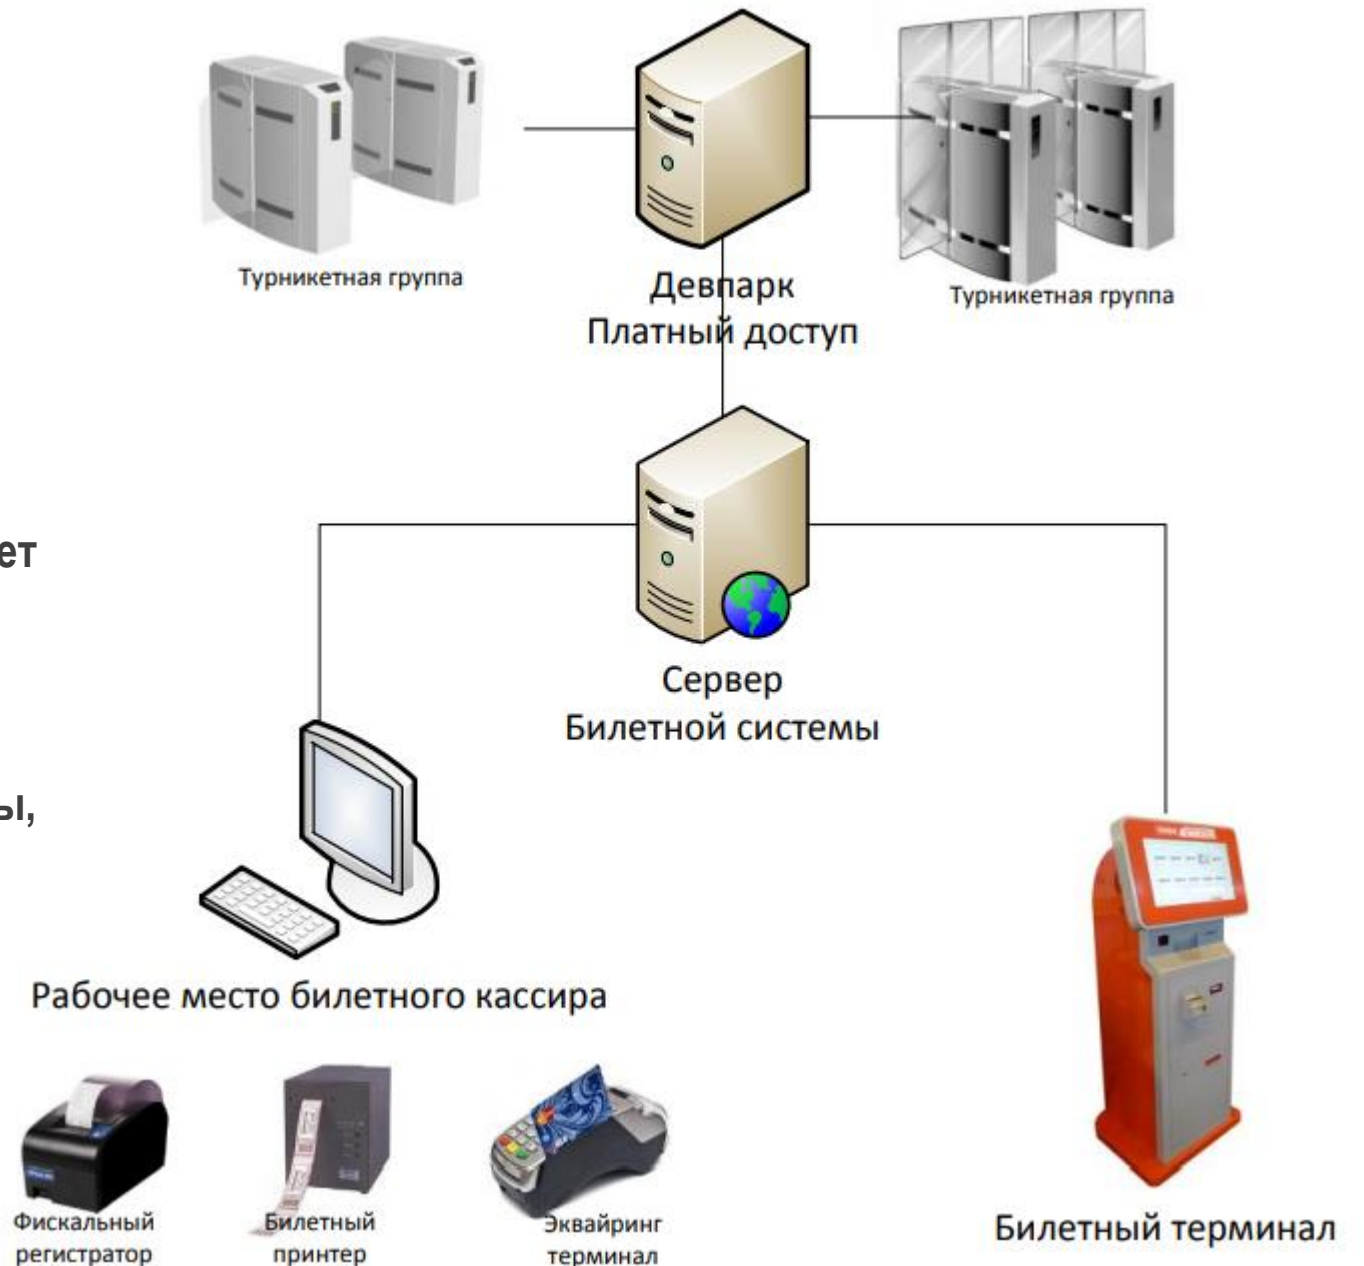 Турникетная группа
Девпарк
Платный доступ
Турникетная группа
ет
Сервер
Билетной системы
ы,
Рабочее место билетного кассира
Фискальный
регистратор
Билетный
принтер
Эквайринг
терминал
Билетный терминал